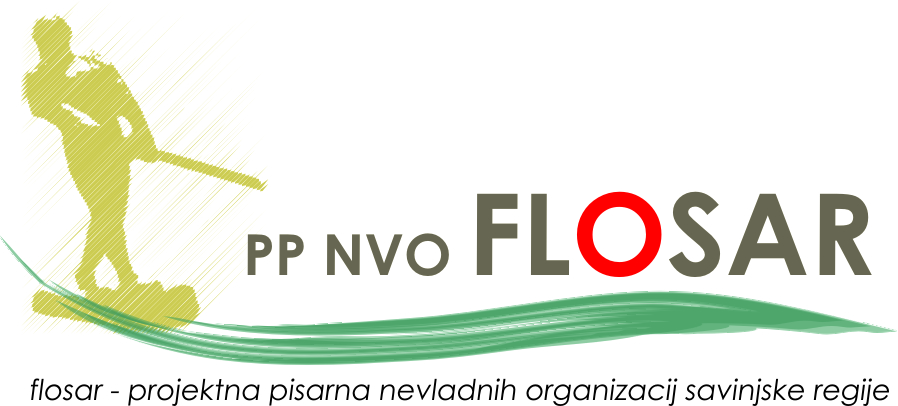 PP NVO FLOSAR
flosar - projektna pisarna nevladnih organizacij savinjske regije